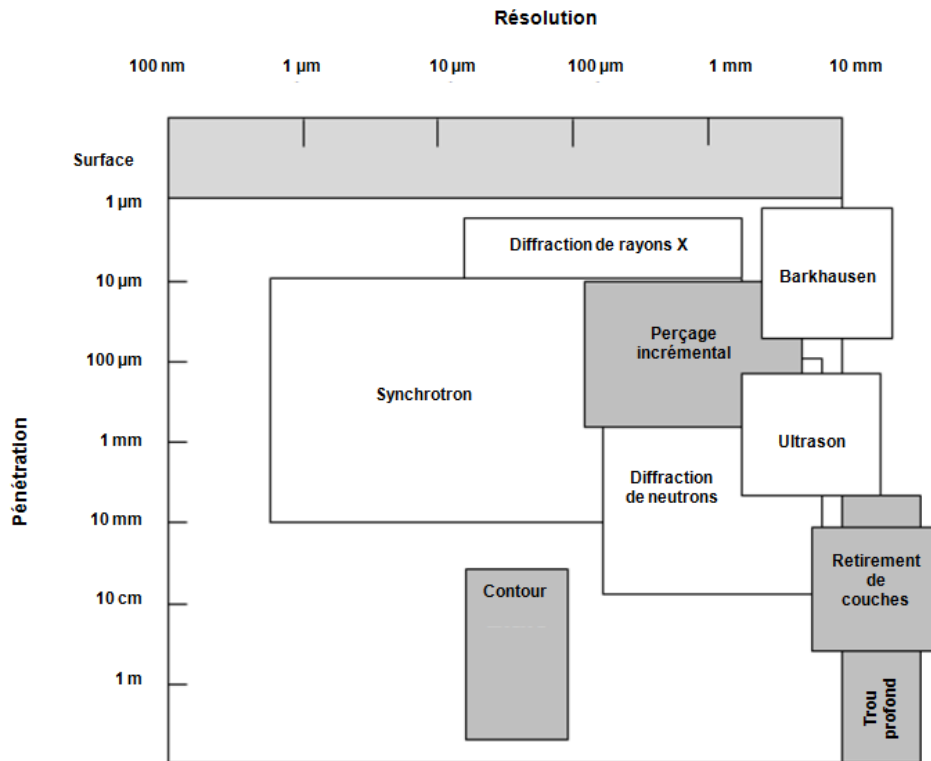 Résolution
100 nm 1 µm 10 µm 100 µm 1 mm 10 mm
Surface
1 µm
Diffraction de rayons X
Barkhausen
10 µm
Perçage
incrémental
100 µm
Synchrotron
1 mm
Ultrason
Diffraction
de neutrons
Pénétration
10 mm
Retirement
de
couches
Contour
10 cm
1 m
Trou
profond